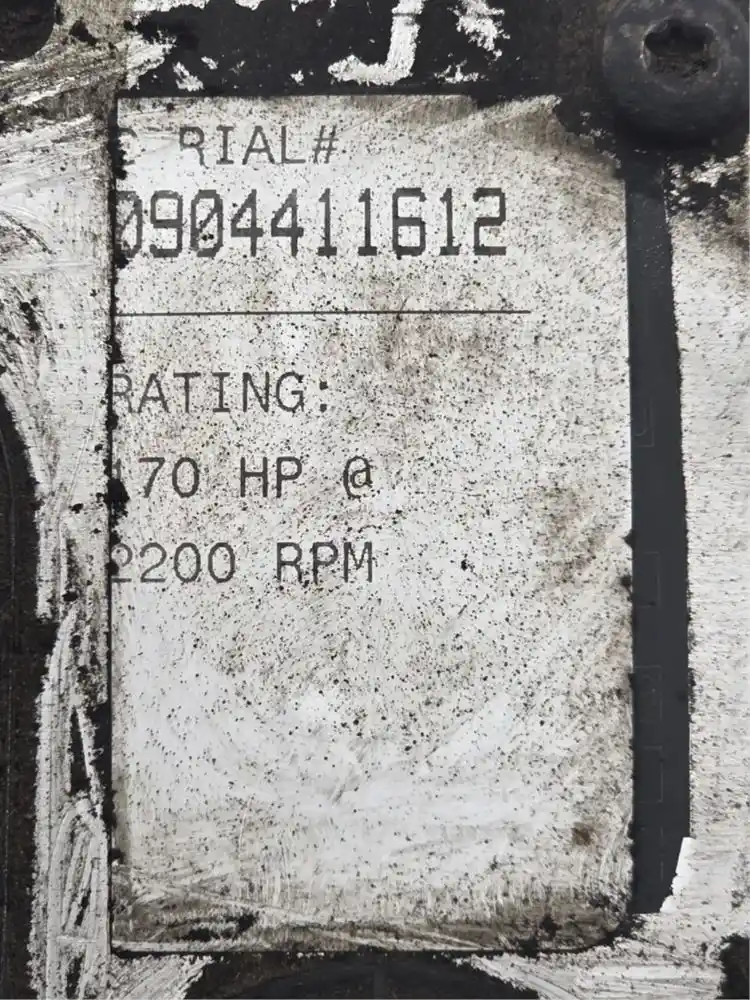 RIAL#
0904411612
RATING:
170 HP @
2200 RPM